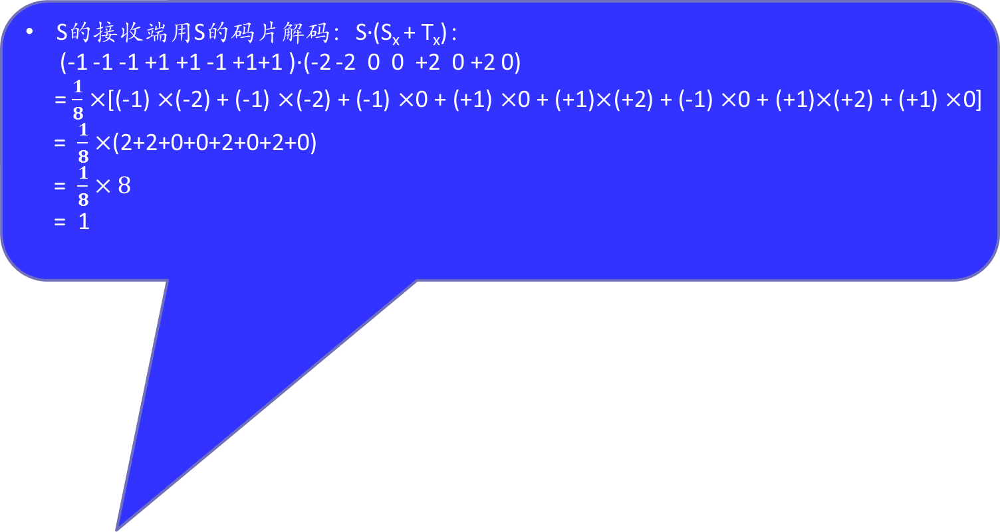 • S的接收端用S的码片解码：S·(Sₓ + Tₓ)：
(-1 -1 -1 +1 +1 -1 +1+1 )·(-2 -2 0 0 +2 0 +2 0)
= 1/8 ×[(-1) ×(-2) + (-1) ×(-2) + (-1) ×0 + (+1) ×0 + (+1)×(+2) + (-1) ×0 + (+1)×(+2) + (+1) ×0]
= 1/8 ×(2+2+0+0+2+0+2+0)
= 1/8 × 8
= 1